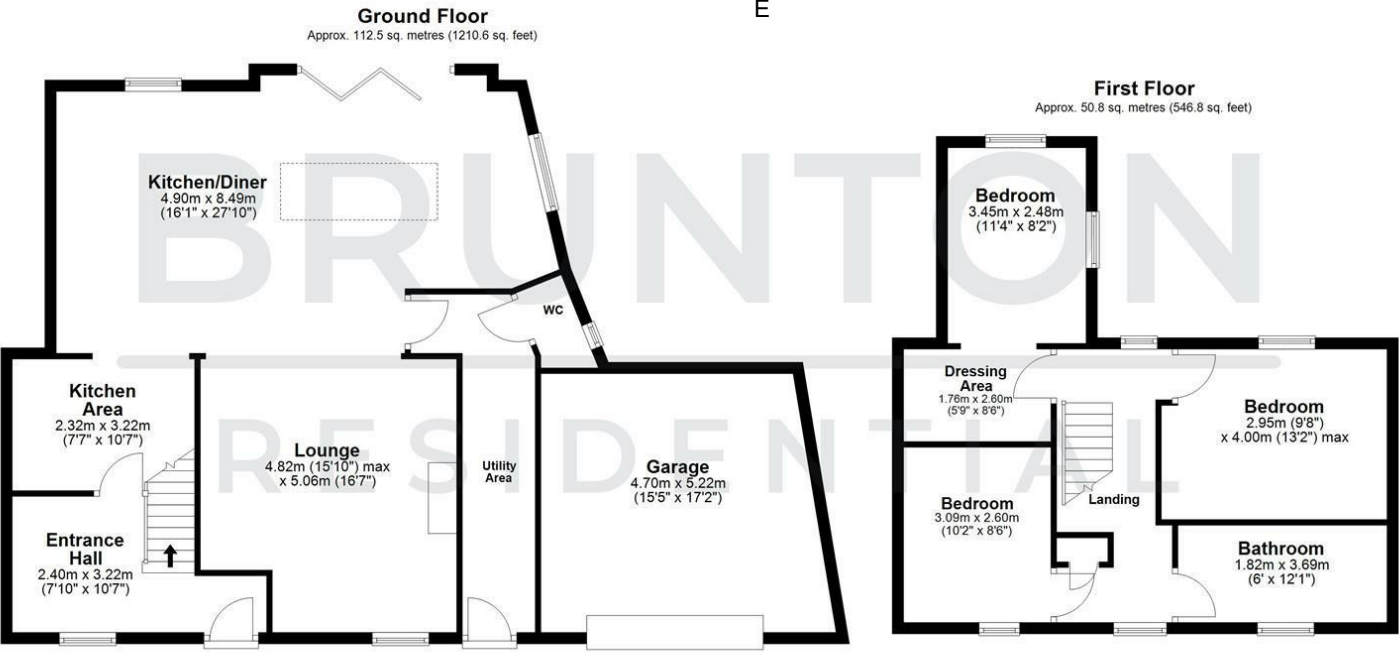 E
Ground Floor
Approx. 112.5 sq. metres (1210.6 sq. feet)
Kitchen/Diner
4.90m x 8.49m
(16'1" x 27'10")
WC
Kitchen
Area
2.32m x 3.22m
(7'7" x 10'7")
Lounge
4.82m (15'10") max
x 5.06m (16'7")
Utility
Area
Garage
4.70m x 5.22m
(15'5" x 17'2")
Entrance
Hall
2.40m x 3.22m
(7'10" x 10'7")
First Floor
Approx. 50.8 sq. metres (546.8 sq. feet)
Bedroom
3.45m x 2.48m
(11'4" x 8'2")
Dressing
Area
1.76m x 2.60m
(5'9" x 8'6")
Bedroom
2.95m (9'8")
x 4.00m (13'2") max
Bedroom
3.09m x 2.60m
(10'2" x 8'6")
Landing
Bathroom
1.82m x 3.69m
(6' x 12'1")
BRUNTON
RESIDENTIAL